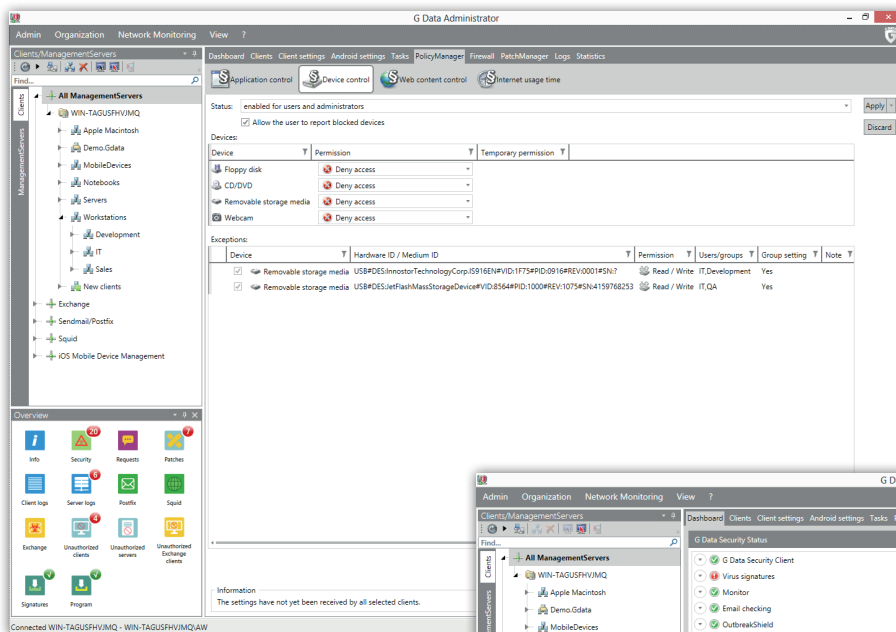 G Data Administrator
Admin Organization Network Monitoring View ?
Clients/ManagementServers
Find...
Clients
ManagementServers
All ManagementServers
WIN-TAGUSFHVJMQ
Apple Macintosh
Demo.Gdata
MobileDevices
Notebooks
Servers
Workstations
Development
IT
Sales
New clients
Exchange
Sendmail/Postfix
Squid
iOS Mobile Device Management
Overview
20 7
Info Security Requests Patches
6
Client logs Server logs Postfix Squid
4
Exchange Unauthorized clients Unauthorized servers Unauthorized Exchange clients
Signatures Program
Connected WIN-TAGUSFHVJMQ - WIN-TAGUSFHVJMQ\AW
Dashboard Clients Client settings Android settings Tasks PolicyManager Firewall PatchManager Logs Statistics
Application control Device control Web content control Internet usage time
Status: enabled for users and administrators Apply
Allow the user to report blocked devices Discard
Devices:
Device Permission Temporary permission
Floppy disk Deny access
CD/DVD Deny access
Removable storage media Deny access
Webcam Deny access
Exceptions:
Device Hardware ID / Medium ID Permission Users/groups Group setting Note
Removable storage media USB#DES:InnostorTechnologyCorp.IS916EN#VID:1F75#PID:0916#REV:0001#SN:? Read / Write IT,Development Yes
Removable storage media USB#DES:JetFlashMassStorageDevice#VID:8564#PID:1000#REV:1075#SN:4159768253 Read / Write IT,QA Yes
Information
The settings have not yet been received by all selected clients.
G D
Admin Organization Network Monitoring View ?
Clients/ManagementServers
Find...
Clients
All ManagementServers
WIN-TAGUSFHVJMQ
Apple Macintosh
Demo.Gdata
MobileDevices
Dashboard Clients Client settings Android settings Tasks
G Data Security Status
G Data Security Client
Virus signatures
Monitor
Email checking
OutbreakShield